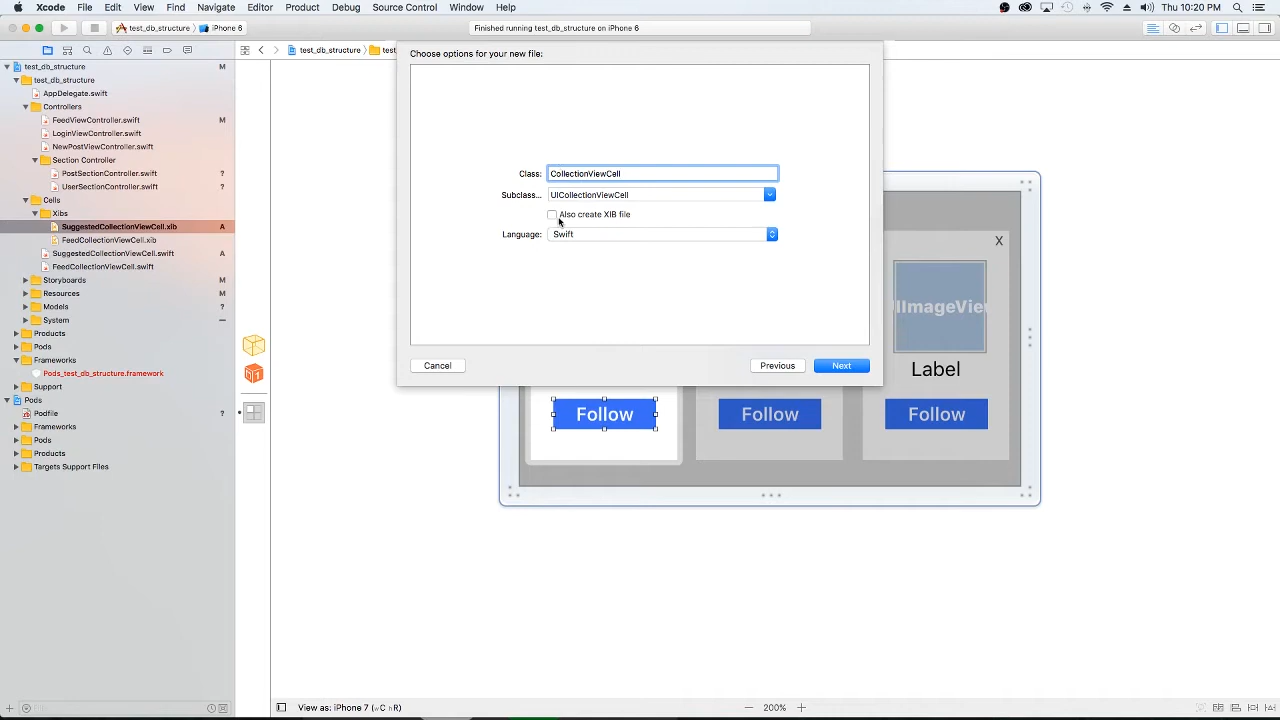 Xcode File Edit View Find Navigate Editor Product Debug Source Control Window Help Thu 10:20 PM
test_db_structure iPhone 6 Finished running test_db_structure on iPhone 6
test_db_structure
Choose options for your new file:
test_db_structure M
test_db_structure
AppDelegate.swift
Controllers
FeedViewController.swift M
LoginViewController.swift
NewPostViewController.swift
Section Controller
PostSectionController.swift ?
UserSectionController.swift ?
Cells
Xibs
SuggestedCollectionViewCell.xib A
FeedCollectionViewCell.xib
SuggestedCollectionViewCell.swift A
FeedCollectionViewCell.swift
Storyboards M
Resources M
Models ?
System
Products
Pods
Frameworks
Pods_test_db_structure.framework
Support
Pods
Podfile ?
Frameworks
Pods
Products
Targets Support Files
Class: CollectionViewCell
Subclass... UICollectionViewCell
Also create XIB file
Language: Swift
Cancel Previous Next
X
Label
Follow Follow Follow
View as: iPhone 7 (wC hR) 200%